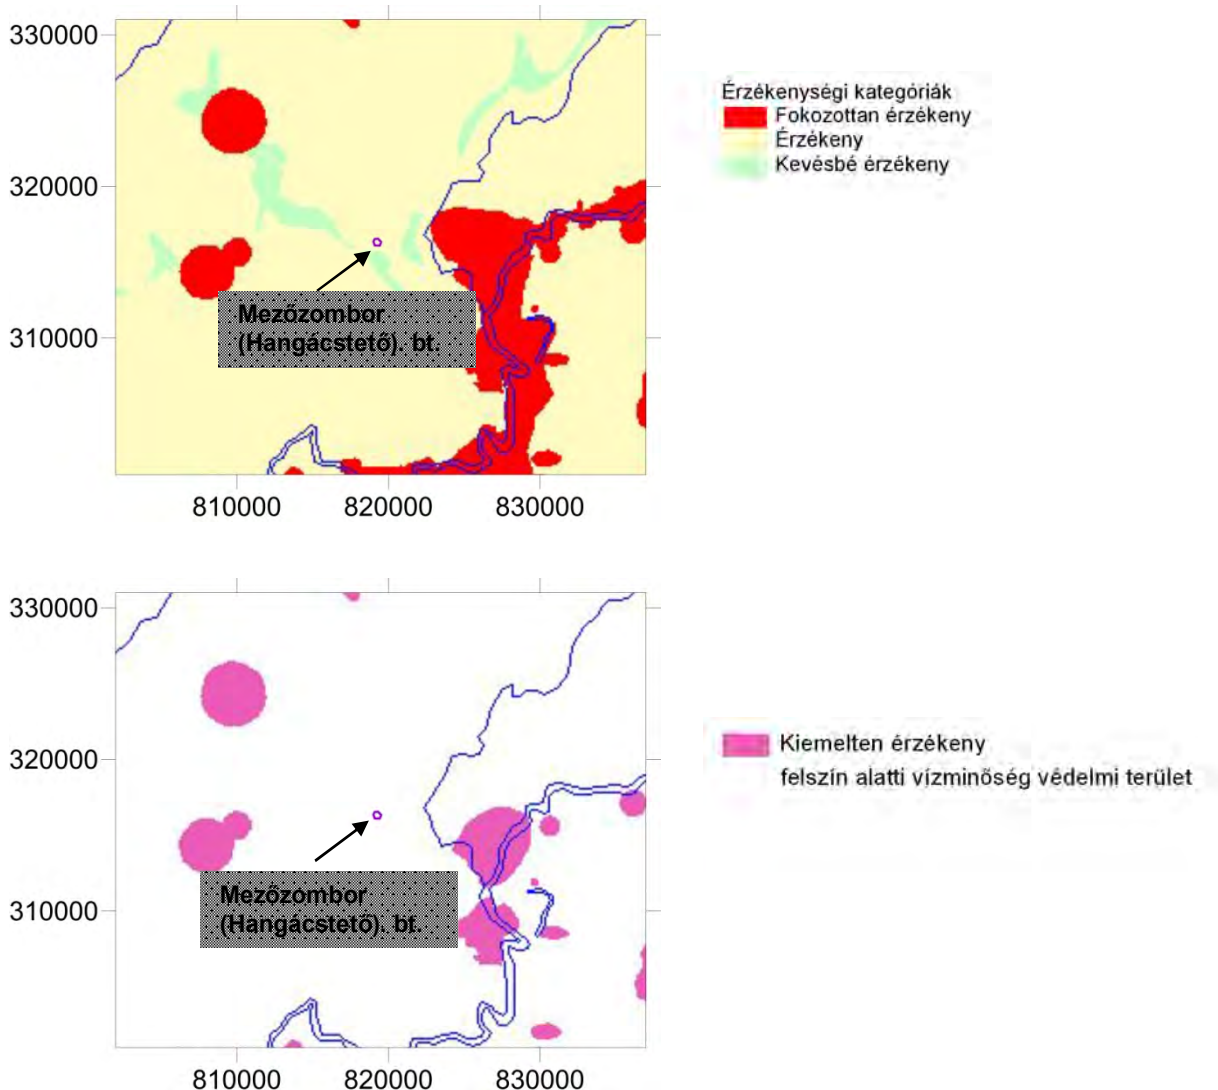 330000
320000
310000
810000 820000 830000
Mezőzombor
(Hangácstető). bt.
Érzékenységi kategóriák
Fokozottan érzékeny
Érzékeny
Kevésbé érzékeny
330000
320000
310000
810000 820000 830000
Mezőzombor
(Hangácstető). bt.
Kiemelten érzékeny
felszín alatti vízminőség védelmi terület